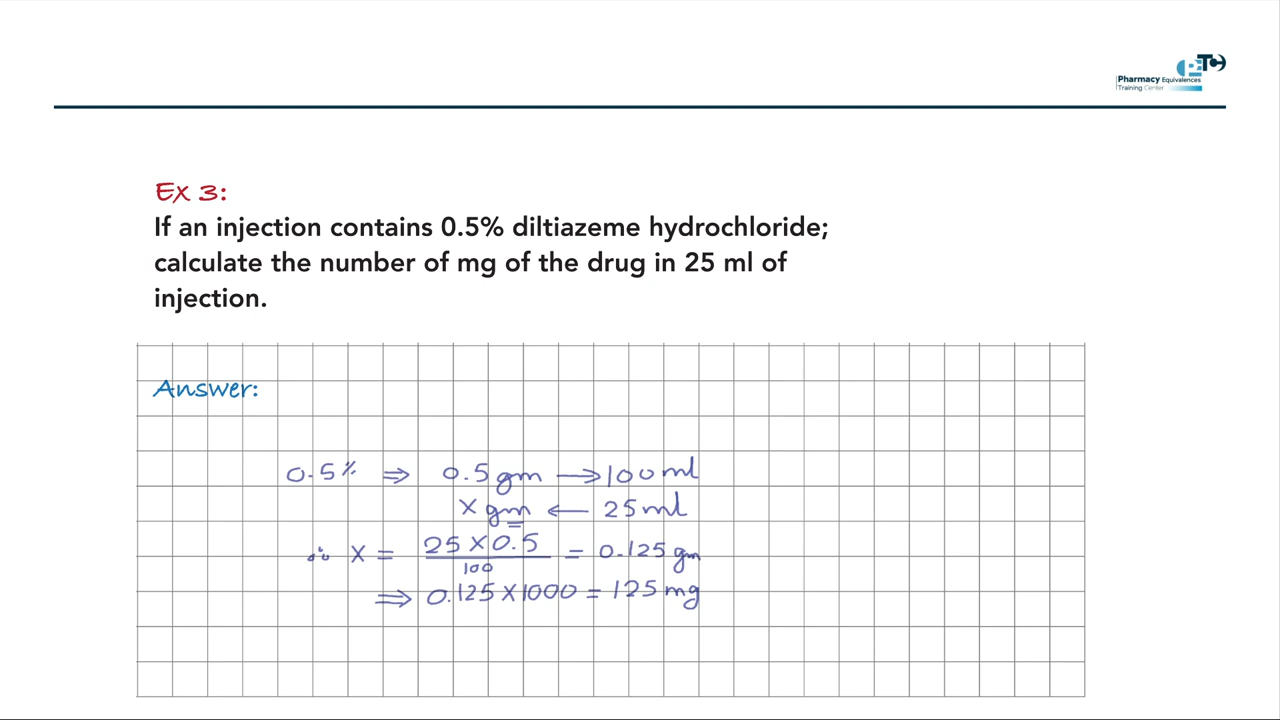 PTC
Pharmacy Equivalences
Training Center
Ex 3:
If an injection contains 0.5% diltiazeme hydrochloride;
calculate the number of mg of the drug in 25 ml of
injection.
Answer:
0.5% ⇒ 0.5 gm → 100 ml
x gm ← 25 ml
∴ x = 25 × 0.5 / 100 = 0.125 gm
⇒ 0.125 × 1000 = 125 mg